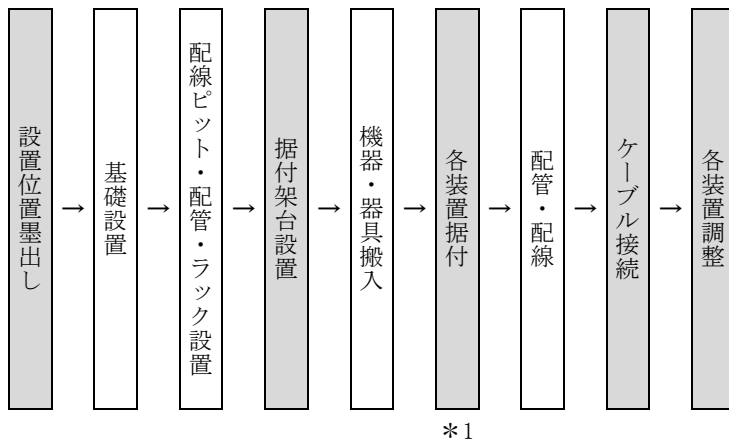 設置位置墨出し
→
基礎設置
→
配線ピット・配管・ラック設置
→
据付架台設置
→
機器・器具搬入
→
各装置据付
→
配管・配線
→
ケーブル接続
→
各装置調整
＊1